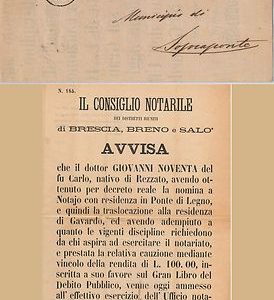 Municipio di
Sopraponte
N. 185.
IL CONSIGLIO NOTARILE
DEI DISTRETTI RIUNITI
di BRESCIA, BRENO e SALO'
AVVISA
che il dottor GIOVANNI NOVENTA del
fu Carlo, nativo di Rezzato, avendo ot-
tenuto per decreto reale la nomina a
Notajo con residenza in Ponte di Legno,
e quindi la traslocazione alla residenza
di Gavardo, ed avendo adempiuto a
quanto le vigenti discipline richiedono
da chi aspira ad esercitare il notariato,
e prestata la relativa cauzione mediante
vincolo della rendita di L. 100.00, in-
scritta a suo favore sul Gran Libro del
Debito Pubblico, venne oggi ammesso
all' effettivo esercizio dell' Ufficio nota-